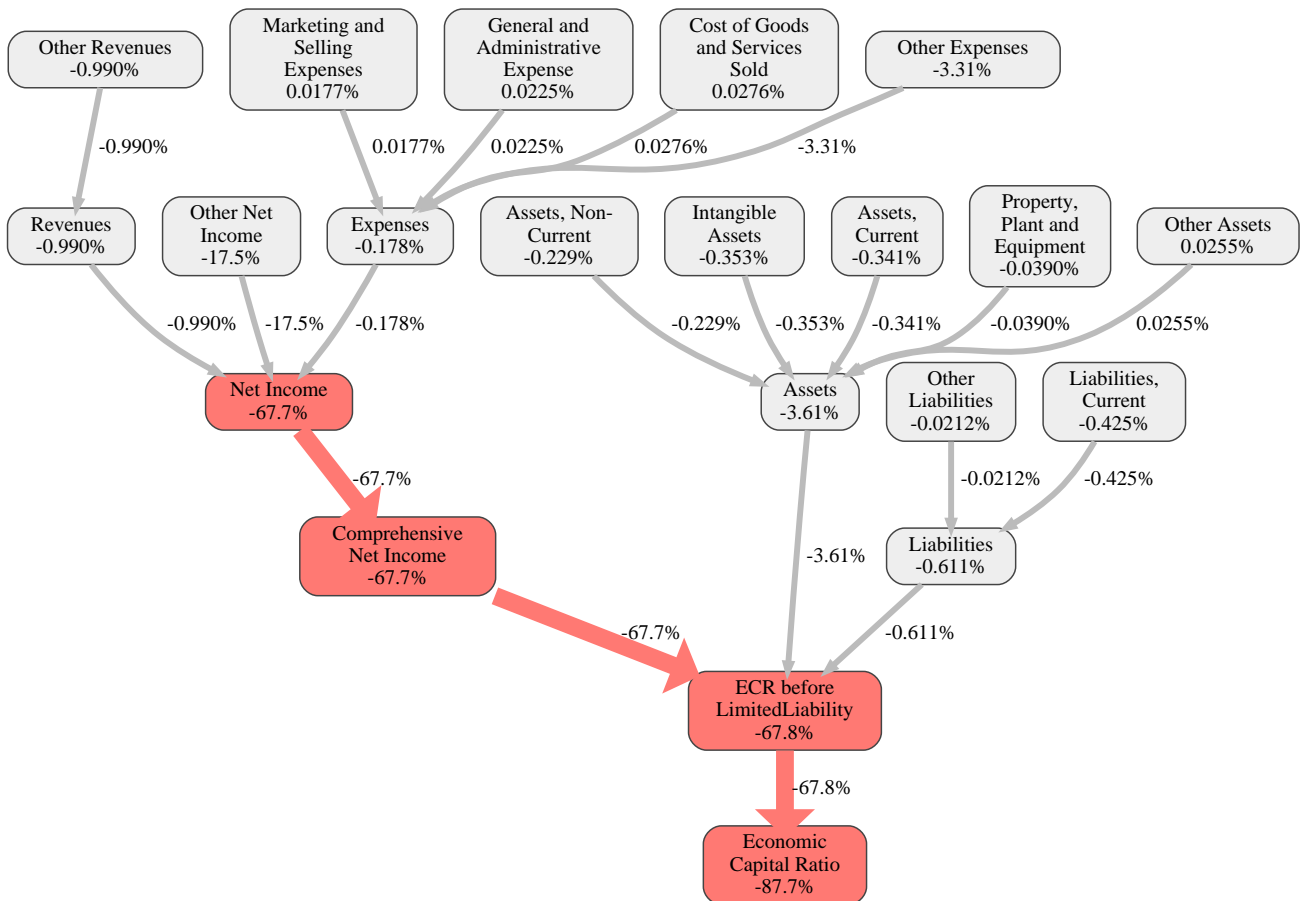 Other Revenues
-0.990%
Marketing and
Selling
Expenses
0.0177%
General and
Administrative
Expense
0.0225%
Cost of Goods
and Services
Sold
0.0276%
Other Expenses
-3.31%
-0.990%
0.0177%
0.0225%
0.0276%
-3.31%
Revenues
-0.990%
Other Net
Income
-17.5%
Expenses
-0.178%
Assets, Non-
Current
-0.229%
Intangible
Assets
-0.353%
Assets,
Current
-0.341%
Property,
Plant and
Equipment
-0.0390%
Other Assets
0.0255%
-0.990%
-17.5%
-0.178%
-0.229%
-0.353%
-0.341%
-0.0390%
0.0255%
Net Income
-67.7%
Assets
-3.61%
Other
Liabilities
-0.0212%
Liabilities,
Current
-0.425%
-67.7%
-0.0212%
-0.425%
Comprehensive
Net Income
-67.7%
-3.61%
Liabilities
-0.611%
-67.7%
-0.611%
ECR before
LimitedLiability
-67.8%
-67.8%
Economic
Capital Ratio
-87.7%